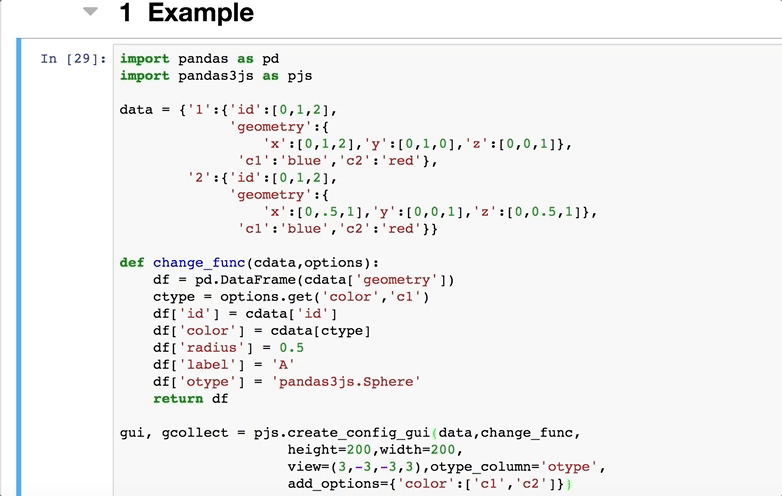 1 Example
In [29]: import pandas as pd
import pandas3js as pjs
data = {'1':{'id':[0,1,2],
'geometry':{
'x':[0,1,2],'y':[0,1,0],'z':[0,0,1]},
'c1':'blue','c2':'red'},
'2':{'id':[0,1,2],
'geometry':{
'x':[0,.5,1],'y':[0,0,1],'z':[0,0.5,1]},
'c1':'blue','c2':'red'}}
def change_func(cdata,options):
df = pd.DataFrame(cdata['geometry'])
ctype = options.get('color','c1')
df['id'] = cdata['id']
df['color'] = cdata[ctype]
df['radius'] = 0.5
df['label'] = 'A'
df['otype'] = 'pandas3js.Sphere'
return df
gui, gcollect = pjs.create_config_gui(data,change_func,
height=200,width=200,
view=(3,-3,-3,3),otype_column='otype',
add_options={'color':['c1','c2']})